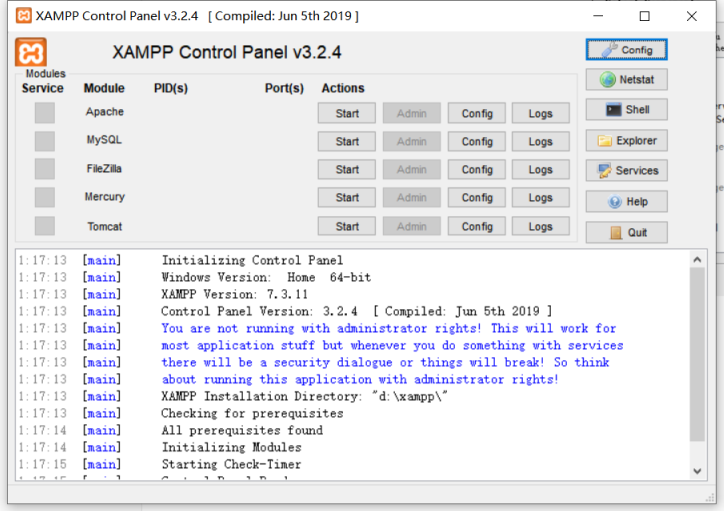 XAMPP Control Panel v3.2.4 [ Compiled: Jun 5th 2019 ]
XAMPP Control Panel v3.2.4
Config
Modules
Service Module PID(s) Port(s) Actions
Netstat
Apache Start Admin Config Logs
Shell
MySQL Start Admin Config Logs
Explorer
FileZilla Start Admin Config Logs
Services
Mercury Start Admin Config Logs
Help
Tomcat Start Admin Config Logs
Quit
1:17:13 [main] Initializing Control Panel
1:17:13 [main] Windows Version: Home 64-bit
1:17:13 [main] XAMPP Version: 7.3.11
1:17:13 [main] Control Panel Version: 3.2.4 [ Compiled: Jun 5th 2019 ]
1:17:13 [main] You are not running with administrator rights! This will work for
1:17:13 [main] most application stuff but whenever you do something with services
1:17:13 [main] there will be a security dialogue or things will break! So think
1:17:13 [main] about running this application with administrator rights!
1:17:13 [main] XAMPP Installation Directory: "d:\xampp\"
1:17:13 [main] Checking for prerequisites
1:17:14 [main] All prerequisites found
1:17:14 [main] Initializing Modules
1:17:15 [main] Starting Check-Timer